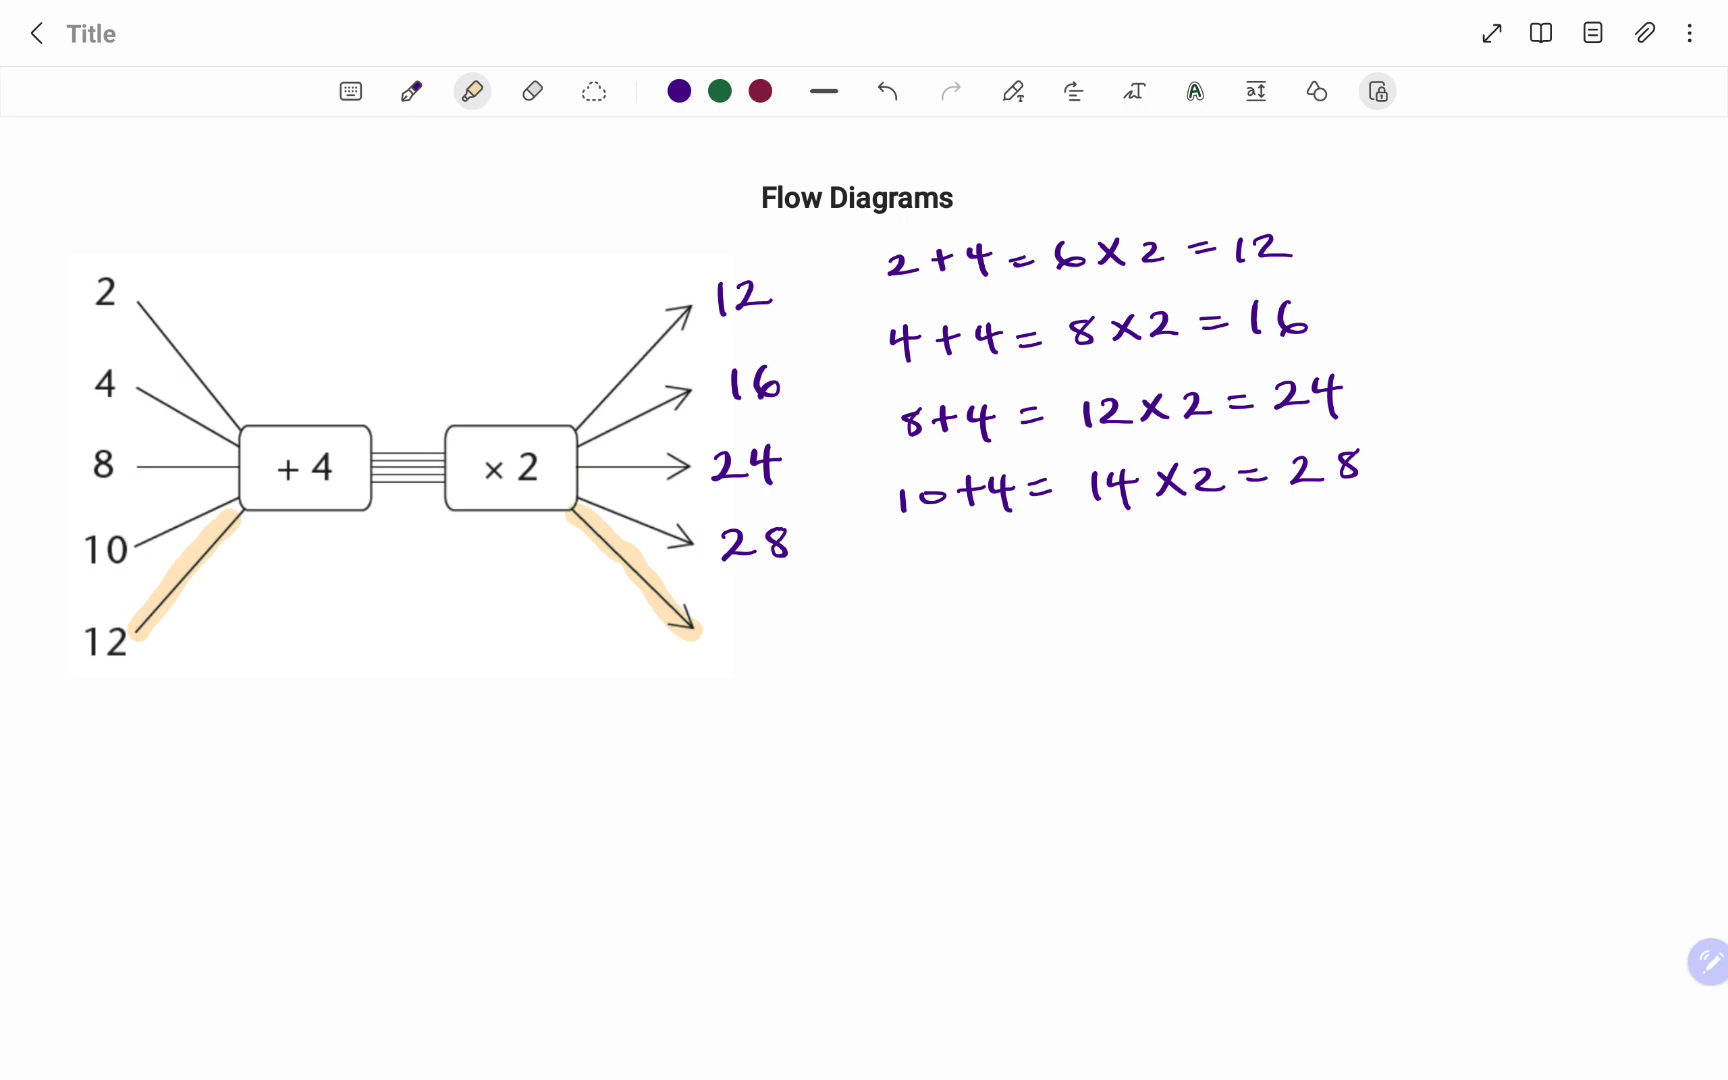 Title
Flow Diagrams
2 + 4 = 6 × 2 = 12
2
12
4 + 4 = 8 × 2 = 16
4
16
8 + 4 = 12 × 2 = 24
8
+ 4
× 2
24
10 + 4 = 14 × 2 = 28
10
28
12